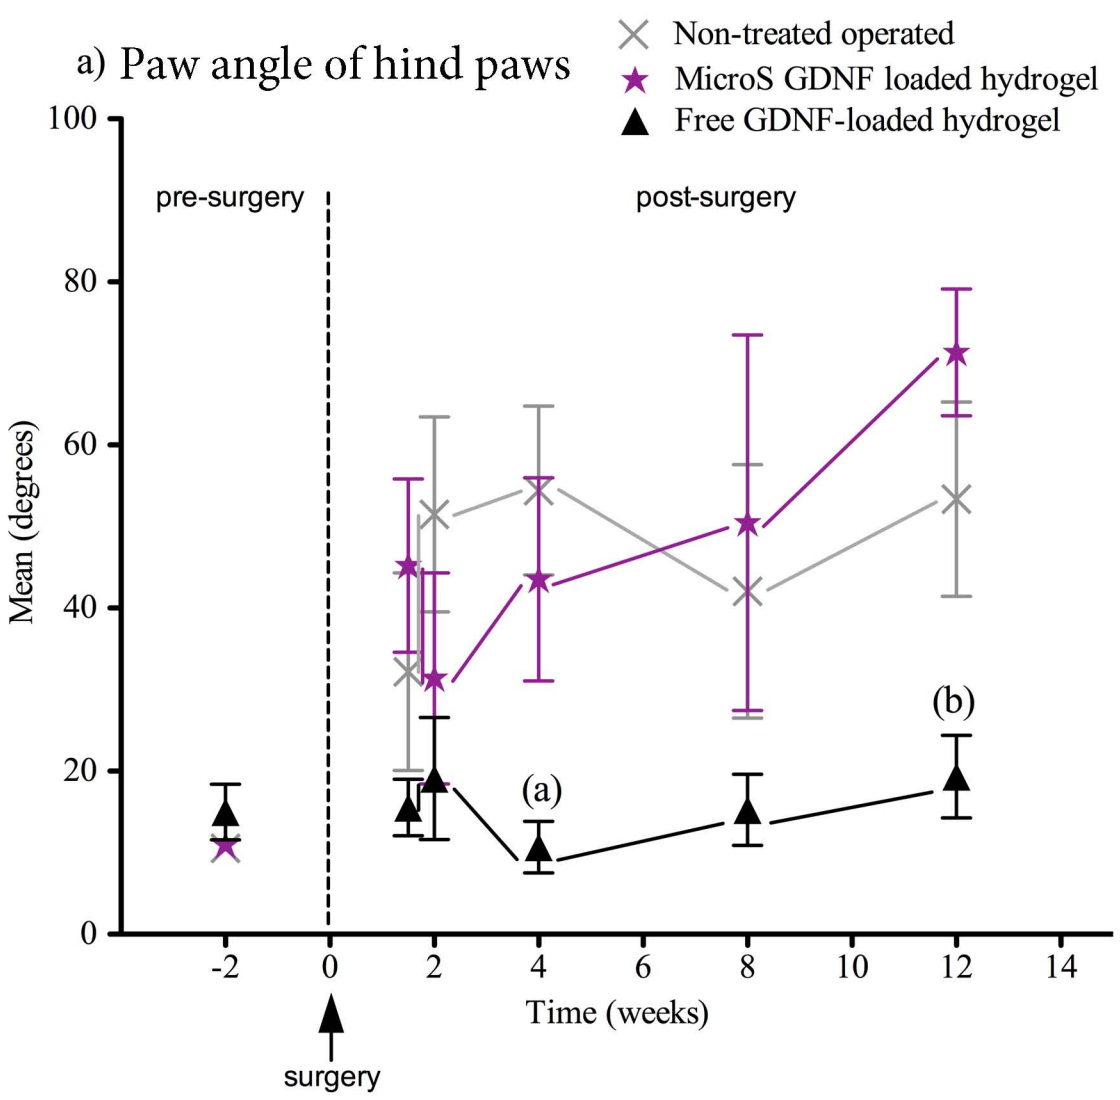 a) Paw angle of hind paws
Non-treated operated
MicroS GDNF loaded hydrogel
Free GDNF-loaded hydrogel
100
80
60
40
20
0
Mean (degrees)
pre-surgery
post-surgery
(a)
(b)
-2 0 2 4 6 8 10 12 14
Time (weeks)
surgery